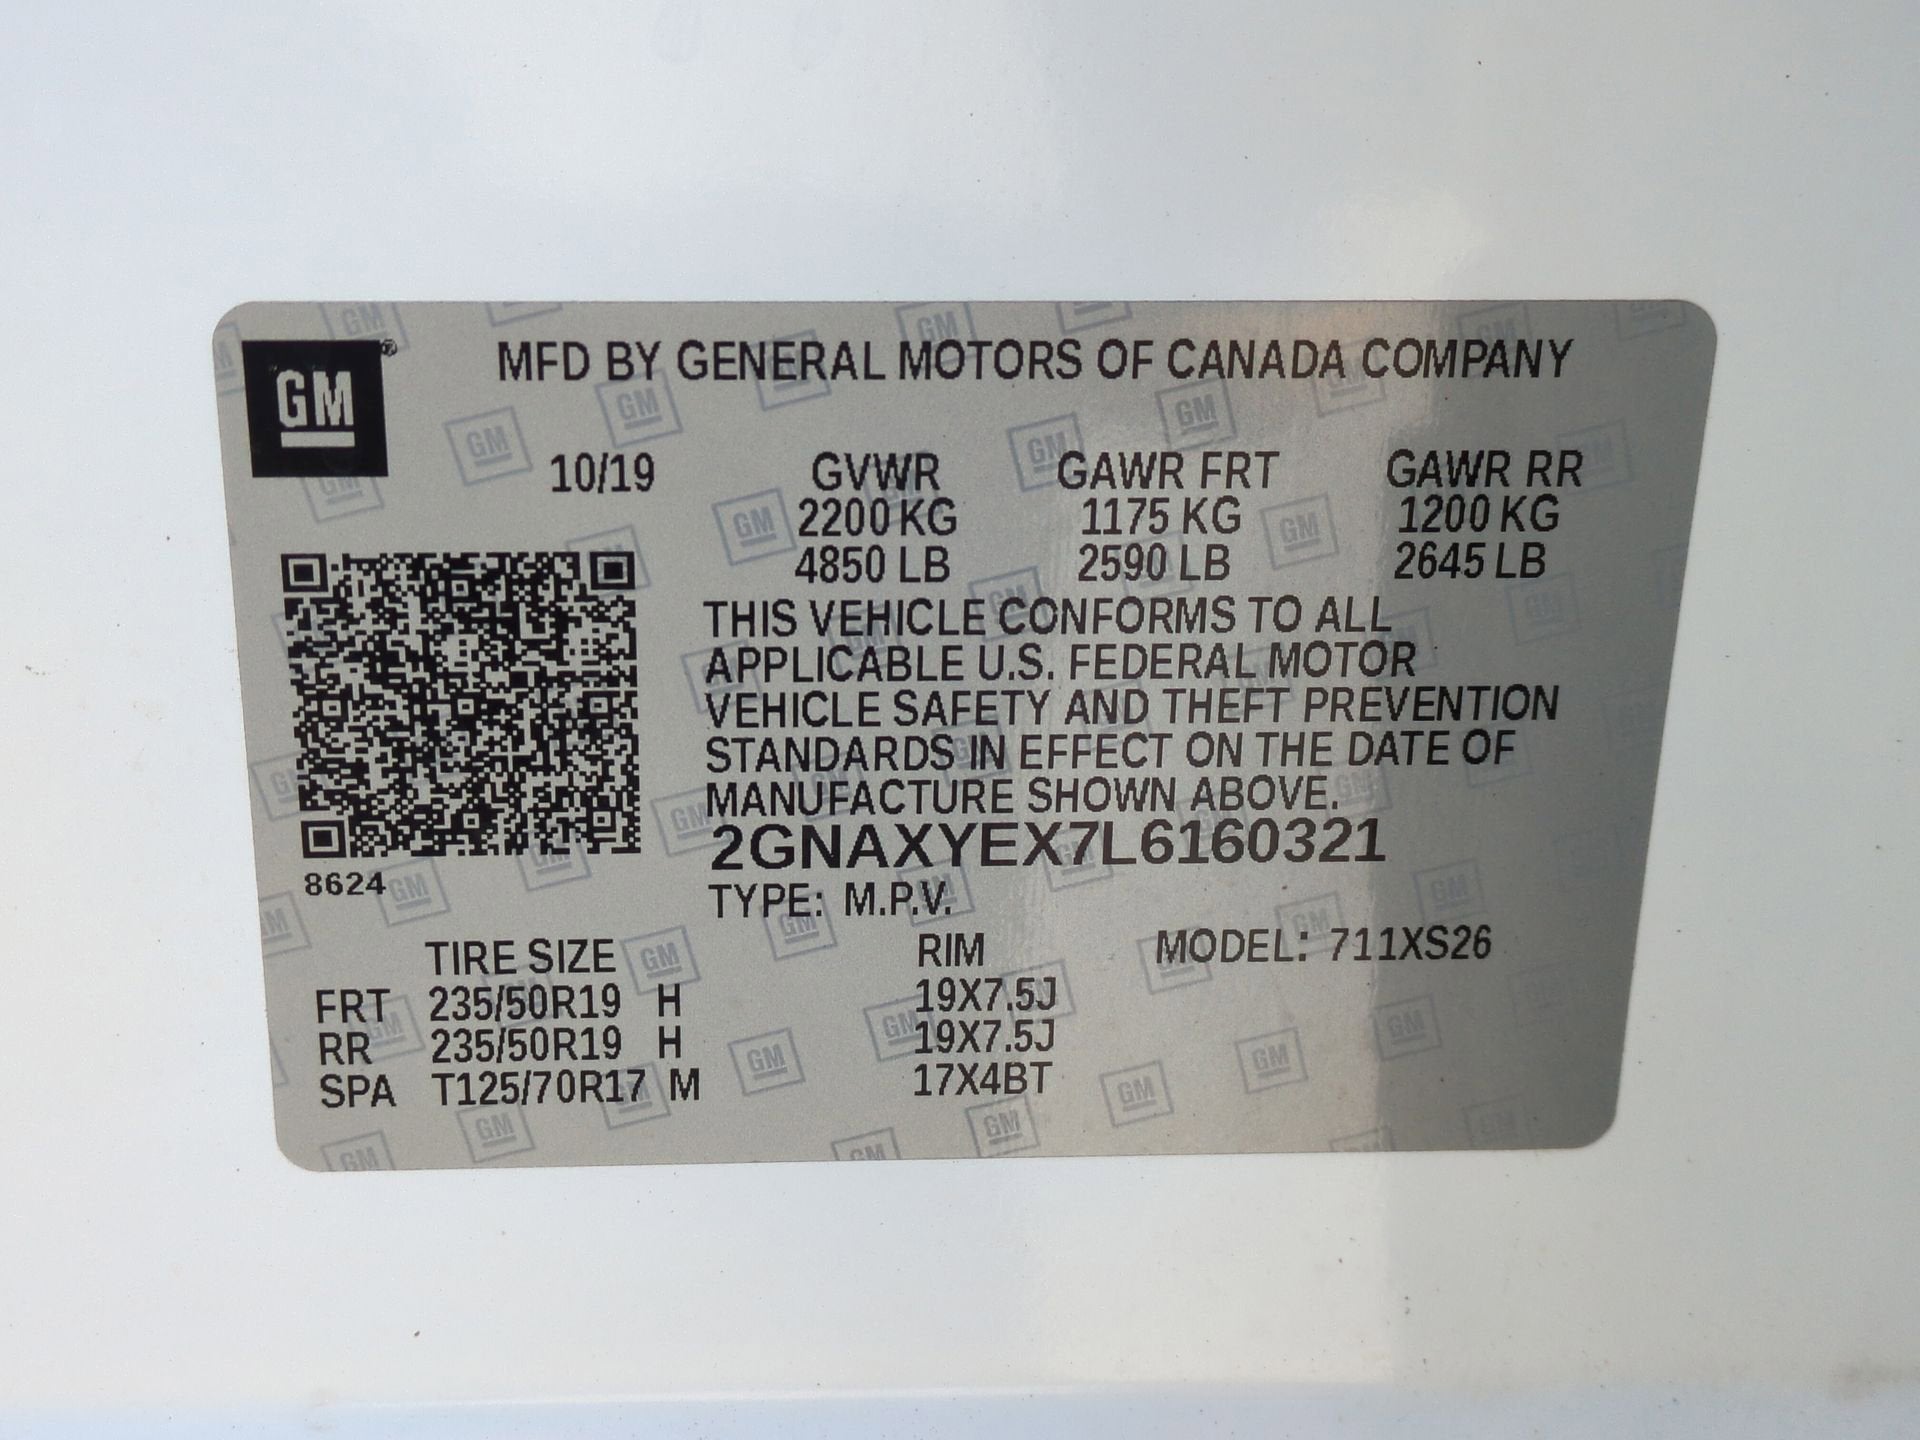 GM®
MFD BY GENERAL MOTORS OF CANADA COMPANY
10/19 GVWR GAWR FRT GAWR RR
2200 KG 1175 KG 1200 KG
4850 LB 2590 LB 2645 LB
THIS VEHICLE CONFORMS TO ALL
APPLICABLE U.S. FEDERAL MOTOR
VEHICLE SAFETY AND THEFT PREVENTION
STANDARDS IN EFFECT ON THE DATE OF
MANUFACTURE SHOWN ABOVE.
2GNAXYEX7L6160321
8624
TYPE: M.P.V.
TIRE SIZE RIM MODEL: 711XS26
FRT 235/50R19 H 19X7.5J
RR 235/50R19 H 19X7.5J
SPA T125/70R17 M 17X4BT